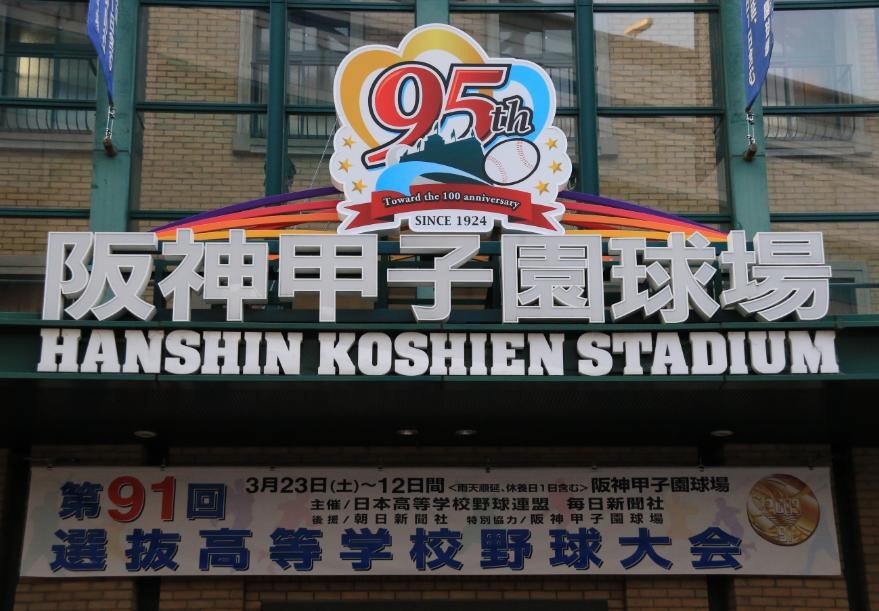 95th
Toward the 100 anniversary
SINCE 1924
阪神甲子園球場
HANSHIN KOSHIEN STADIUM
第91回
3月23日(土)～12日間<雨天順延、休養日1日含む>阪神甲子園球場
主催/日本高等学校野球連盟 毎日新聞社
後援/朝日新聞社 特別協力/阪神甲子園球場
選抜高等学校野球大会